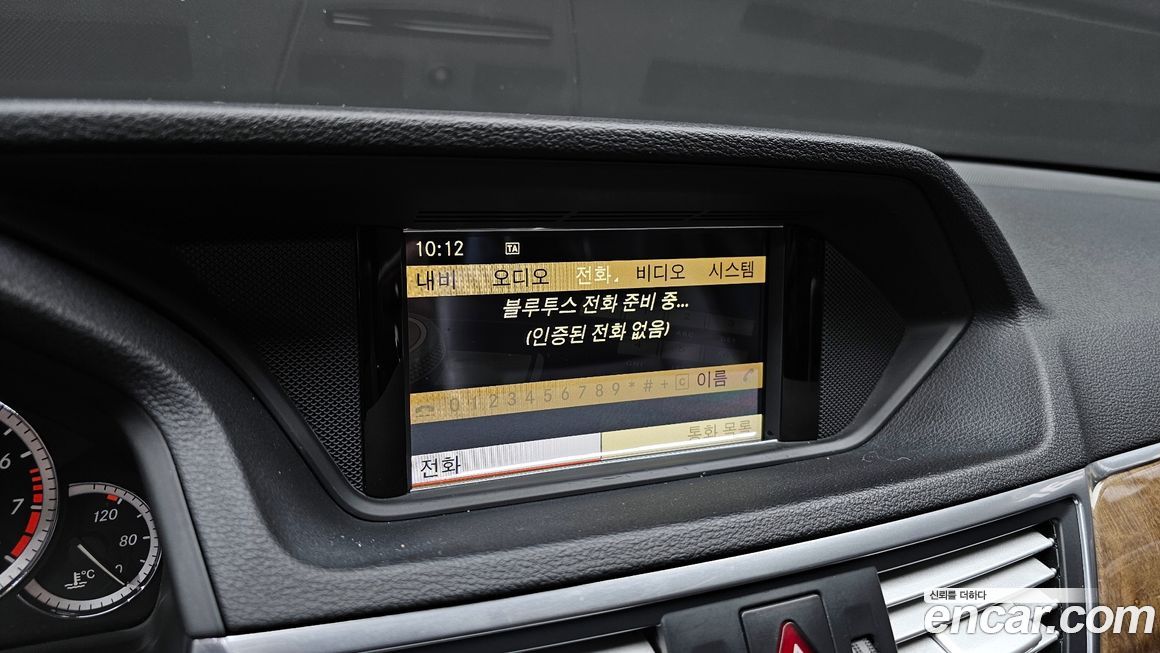 10:12 TA
내비 오디오 전화 비디오 시스템
블루투스 전화 준비 중...
(인증된 전화 없음)
0 1 2 3 4 5 6 7 8 9 * # + C 이름
통화 목록
전화
6
7
120
80
°C
신뢰를 더하다
encar.com